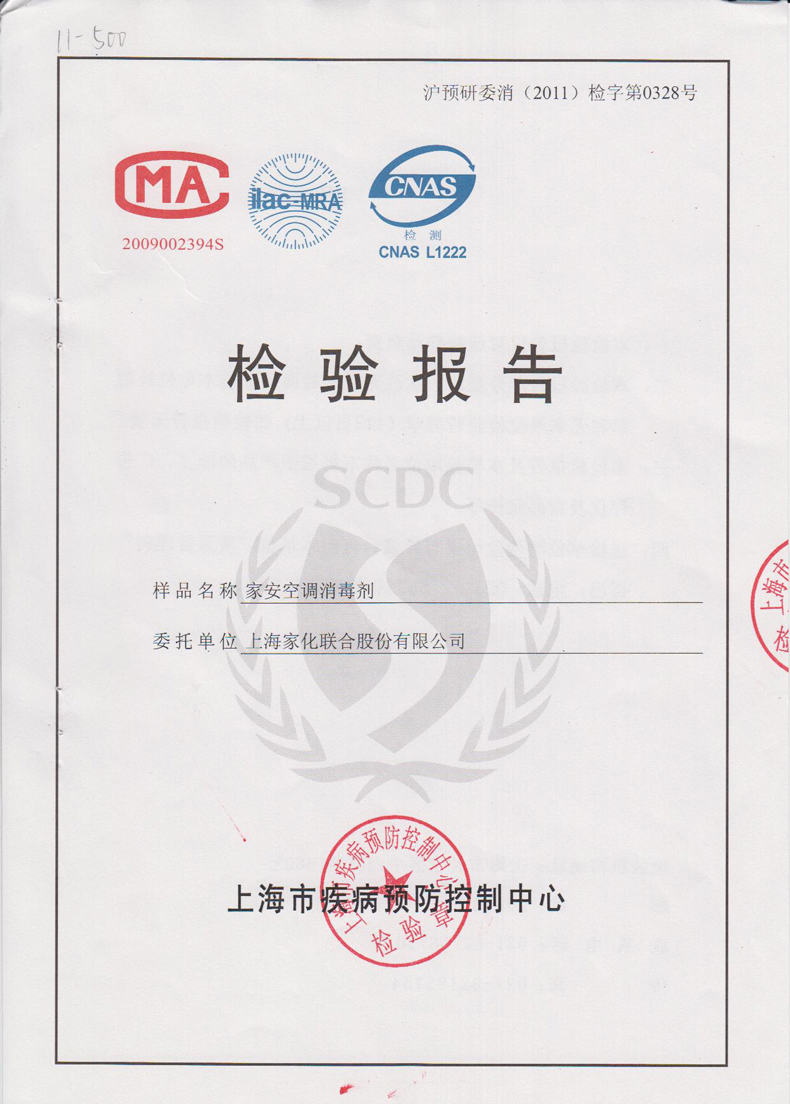 11-500
沪预研委消（2011）检字第0328号
MA
2009002394S
ilac-MRA
CNAS
检 测
CNAS L1222
检验报告
SCDC
样品名称 家安空调消毒剂
委托单位 上海家化联合股份有限公司
上海市疾病预防控制中心
上海市疾病预防控制中心
检验章
上海市
检